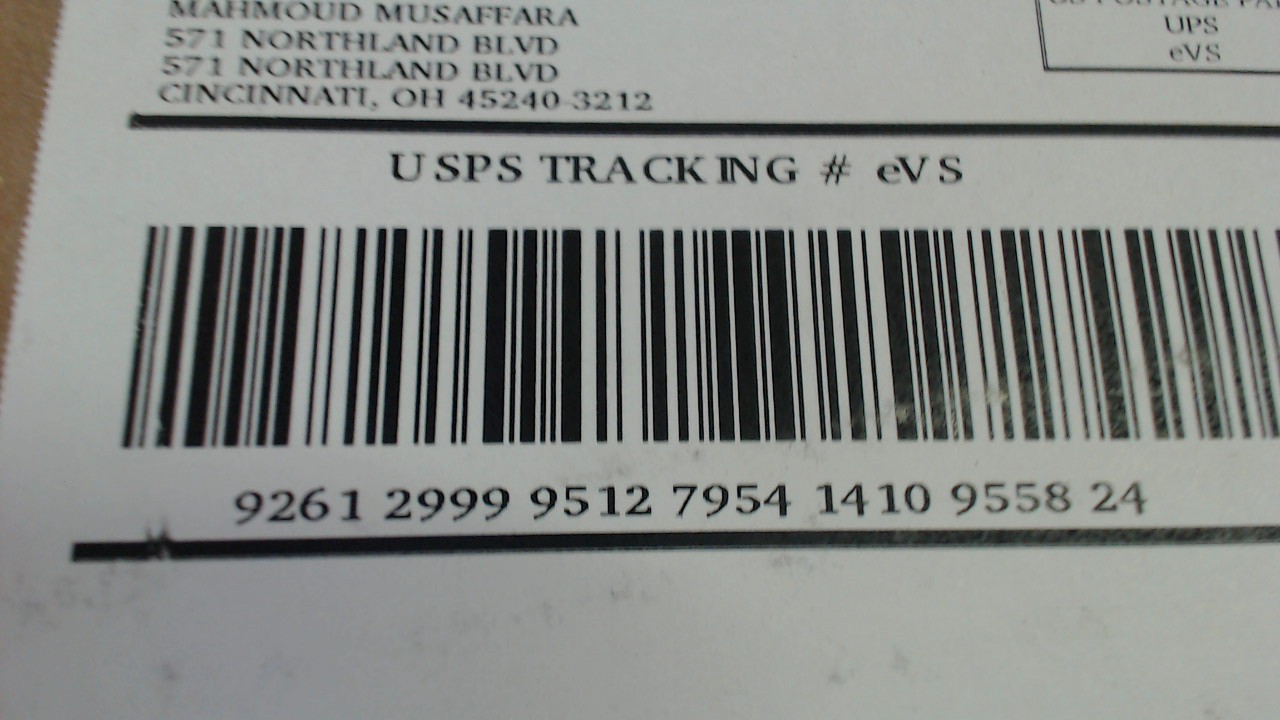 MAHMOUD MUSAFFARA
571 NORTHLAND BLVD
571 NORTHLAND BLVD
CINCINNATI, OH 45240-3212
POSTAGE
UPS
eVS
USPS TRACKING # eVS
9261 2999 9512 7954 1410 9558 24